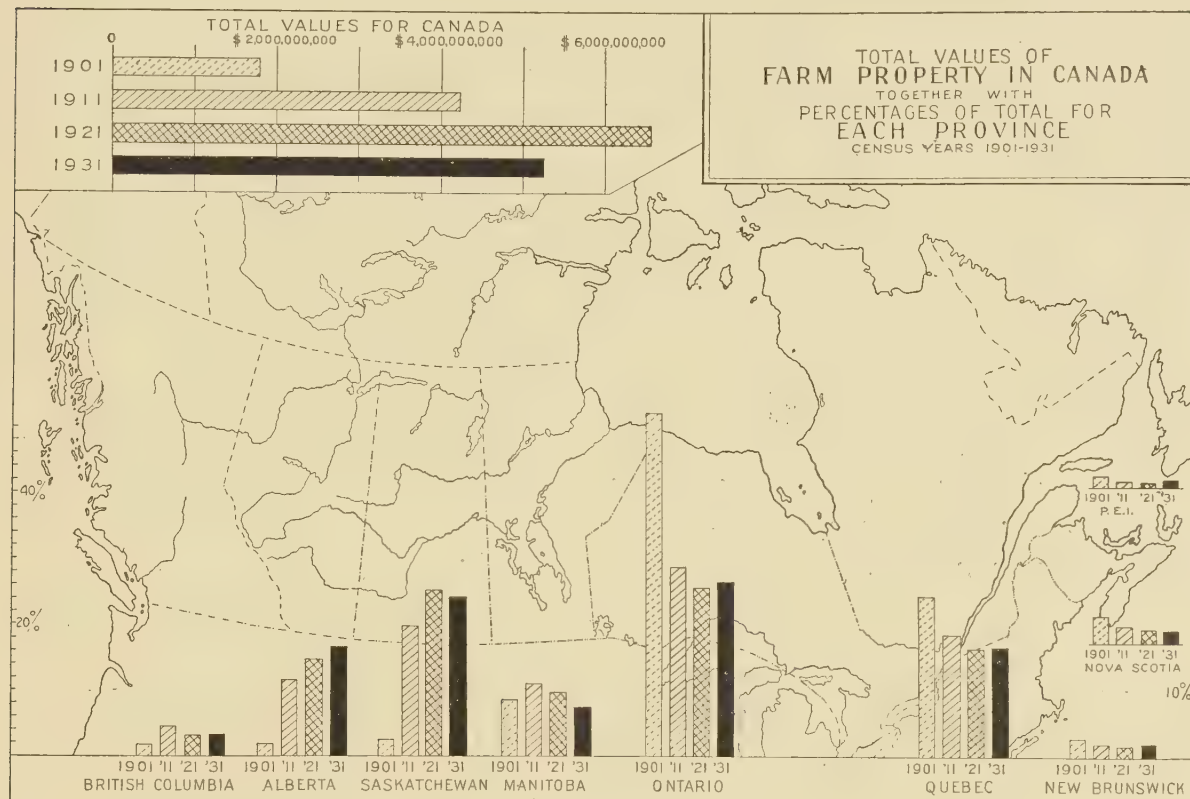 TOTAL VALUES FOR CANADA
0 $2,000,000,000 $4,000,000,000 $6,000,000,000
1901
1911
1921
1931
TOTAL VALUES OF
FARM PROPERTY IN CANADA
TOGETHER WITH
PERCENTAGES OF TOTAL FOR
EACH PROVINCE
CENSUS YEARS 1901-1931
40%
20%
1901 '11 '21 '31
P.E.I.
1901 '11 '21 '31
NOVA SCOTIA
10%
1901 '11 '21 '31
BRITISH COLUMBIA
1901 '11 '21 '31
ALBERTA
1901 '11 '21 '31
SASKATCHEWAN
1901 '11 '21 '31
MANITOBA
1901 '11 '21 '31
ONTARIO
1901 '11 '21 '31
QUEBEC
1901 '11 '21 '31
NEW BRUNSWICK